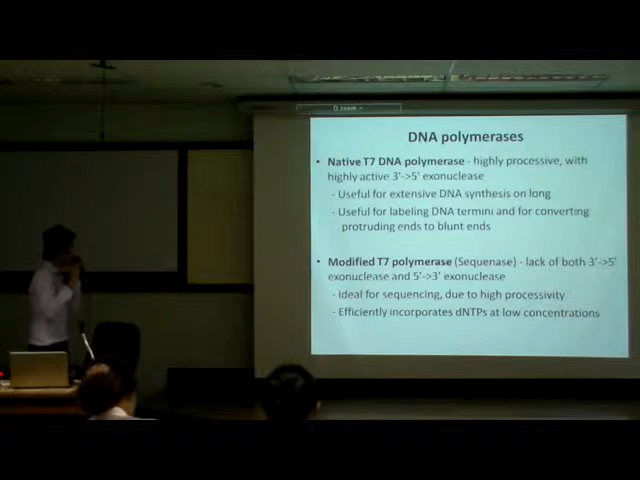 D zoom
DNA polymerases
• Native T7 DNA polymerase - highly processive, with
highly active 3'->5' exonuclease
- Useful for extensive DNA synthesis on long
- Useful for labeling DNA termini and for converting
protruding ends to blunt ends
• Modified T7 polymerase (Sequenase) - lack of both 3'->5'
exonuclease and 5'->3' exonuclease
- Ideal for sequencing, due to high processivity
- Efficiently incorporates dNTPs at low concentrations